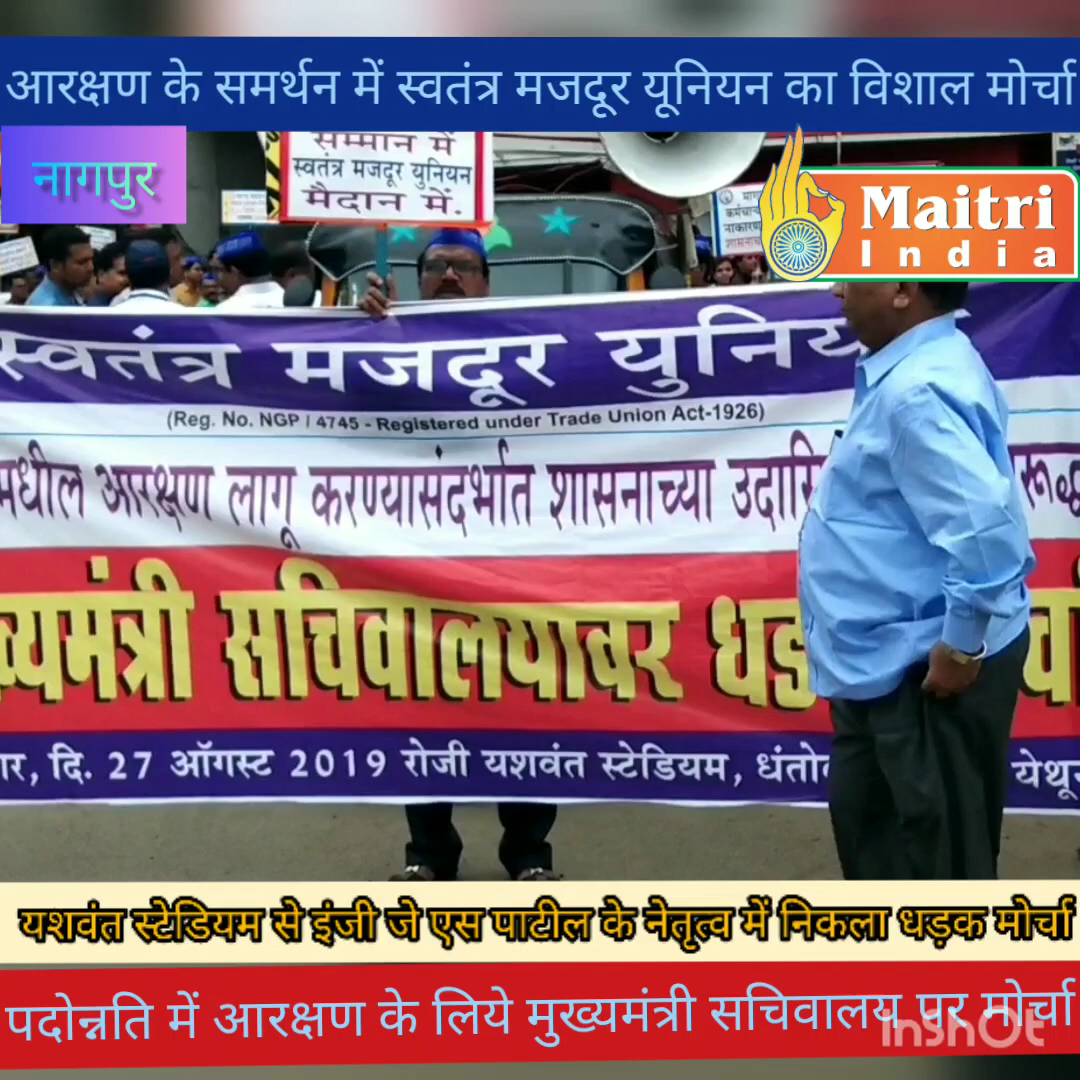 आरक्षण के समर्थन में स्वतंत्र मजदूर यूनियन का विशाल मोर्चा
नागपुर
सम्मान में
स्वतंत्र मजदूर युनियन
मैदान में.
Maitri
India
स्वतंत्र मजदूर
(Reg. No. NGP / 4745 - Registered under Trade Union Act-1926)
आरक्षण लागू करण्यासंदर्भात शासनाच्या
सचिवालयावर
दि. 27 ऑगस्ट 2019 रोजी यशवंत स्टेडियम,
यशवंत स्टेडियम से इंजी जे एस पाटील के नेतृत्व में निकला धड़क मोर्चा
पदोन्नति में आरक्षण के लिये मुख्यमंत्री सचिवालय पर मोर्चा
InShOt